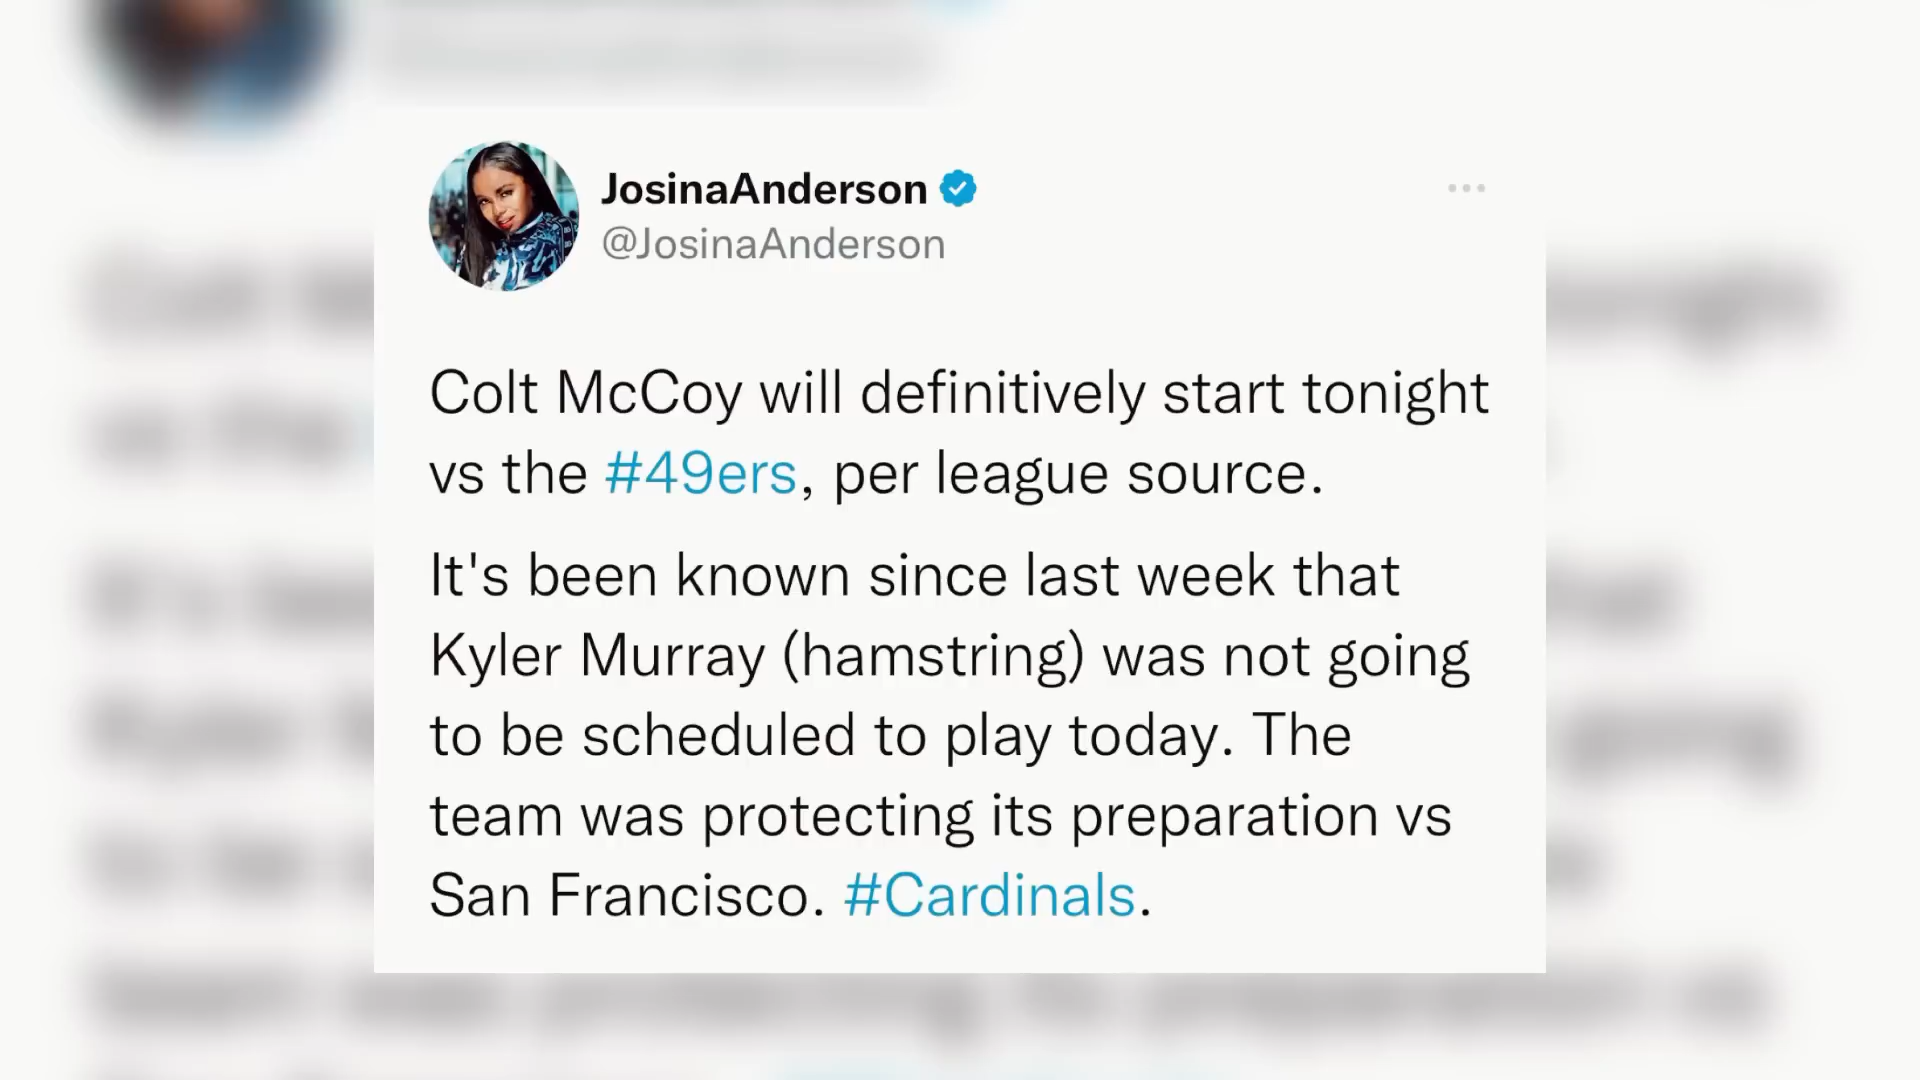 JosinaAnderson
@JosinaAnderson
Colt McCoy will definitively start tonight
vs the #49ers, per league source.
It's been known since last week that
Kyler Murray (hamstring) was not going
to be scheduled to play today. The
team was protecting its preparation vs
San Francisco. #Cardinals.